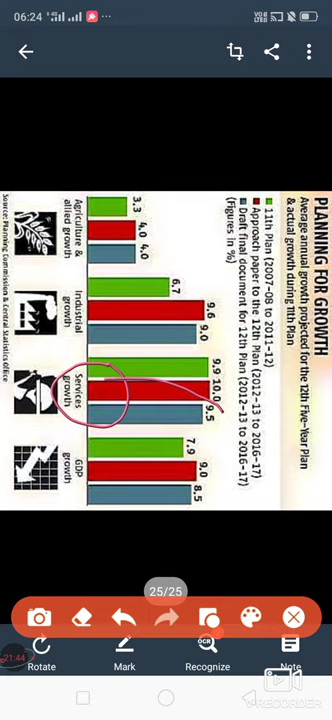 06:24
25/25
PLANNING FOR GROWTH
Average annual growth projected for the 12th Five-Year Plan
& actual growth during 11th Plan
11th Plan (2007-08 to 2011-12)
Approach paper to the 12th Plan (2012-13 to 2016-17)
Draft final document for 12th Plan (2012-13 to 2016-17)
(Figures in %)
3.3 4.0 4.0
6.7 9.6 9.0
9.9 10.0 9.5
7.9 9.0 8.5
Agriculture &
allied growth
Industrial
growth
Services
growth
GDP
growth
Source: Planning Commission & Central Statistics Office
OCR
21:44
Rotate Mark Recognize Note
RECORDER